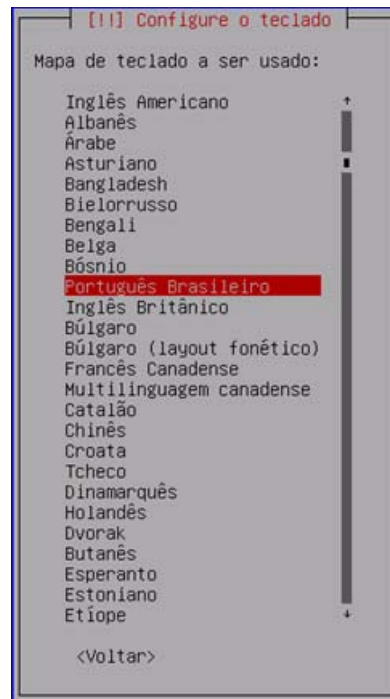 [!!] Configure o teclado
Mapa de teclado a ser usado:
Inglês Americano
Albanês
Árabe
Asturiano
Bangladesh
Bielorrusso
Bengali
Belga
Bósnio
Português Brasileiro
Inglês Britânico
Búlgaro
Búlgaro (layout fonético)
Francês Canadense
Multilinguagem canadense
Catalão
Chinês
Croata
Tcheco
Dinamarquês
Holandês
Dvorak
Butanês
Esperanto
Estoniano
Etíope
<Voltar>